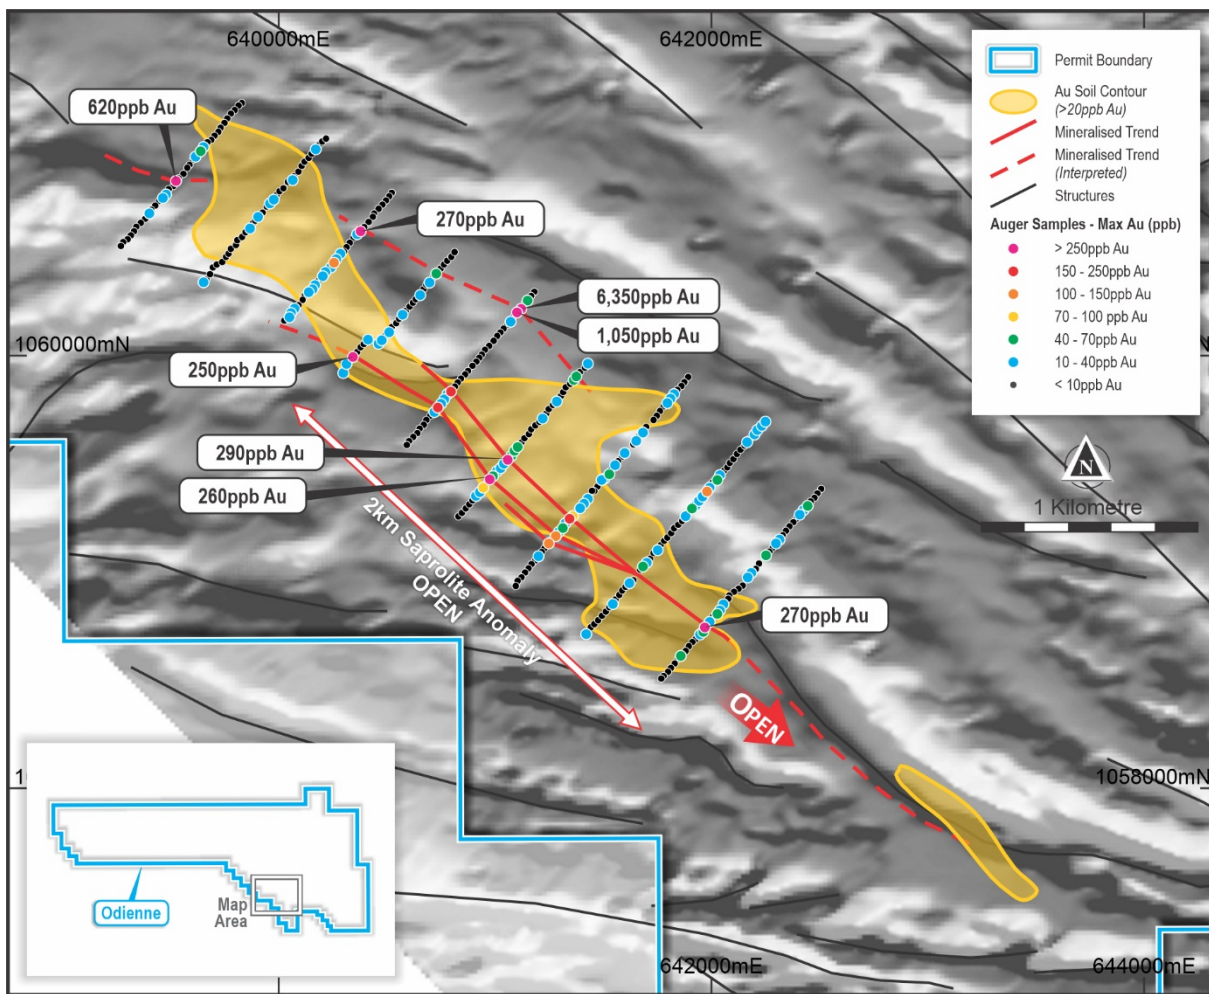 640000mE
642000mE
620ppb Au
270ppb Au
6,350ppb Au
1,050ppb Au
1060000mN
250ppb Au
290ppb Au
260ppb Au
2km Saprolite Anomaly
OPEN
270ppb Au
OPEN
Permit Boundary
Au Soil Contour
(>20ppb Au)
Mineralised Trend
Mineralised Trend
(Interpreted)
Structures
Auger Samples - Max Au (ppb)
> 250ppb Au
150 - 250ppb Au
100 - 150ppb Au
70 - 100 ppb Au
40 - 70ppb Au
10 - 40ppb Au
< 10ppb Au
N
1 Kilometre
1058000mN
Odienne
Map
Area
642000mE
644000mE